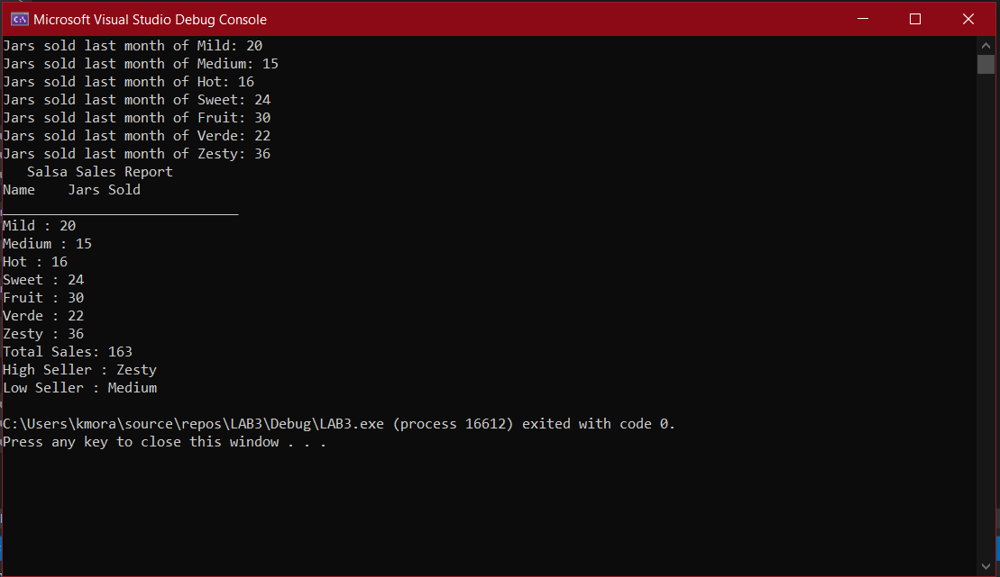 Microsoft Visual Studio Debug Console
Jars sold last month of Mild: 20
Jars sold last month of Medium: 15
Jars sold last month of Hot: 16
Jars sold last month of Sweet: 24
Jars sold last month of Fruit: 30
Jars sold last month of Verde: 22
Jars sold last month of Zesty: 36
   Salsa Sales Report
Name    Jars Sold
_____________________________
Mild : 20
Medium : 15
Hot : 16
Sweet : 24
Fruit : 30
Verde : 22
Zesty : 36
Total Sales: 163
High Seller : Zesty
Low Seller : Medium

C:\Users\kmora\source\repos\LAB3\Debug\LAB3.exe (process 16612) exited with code 0.
Press any key to close this window . . .